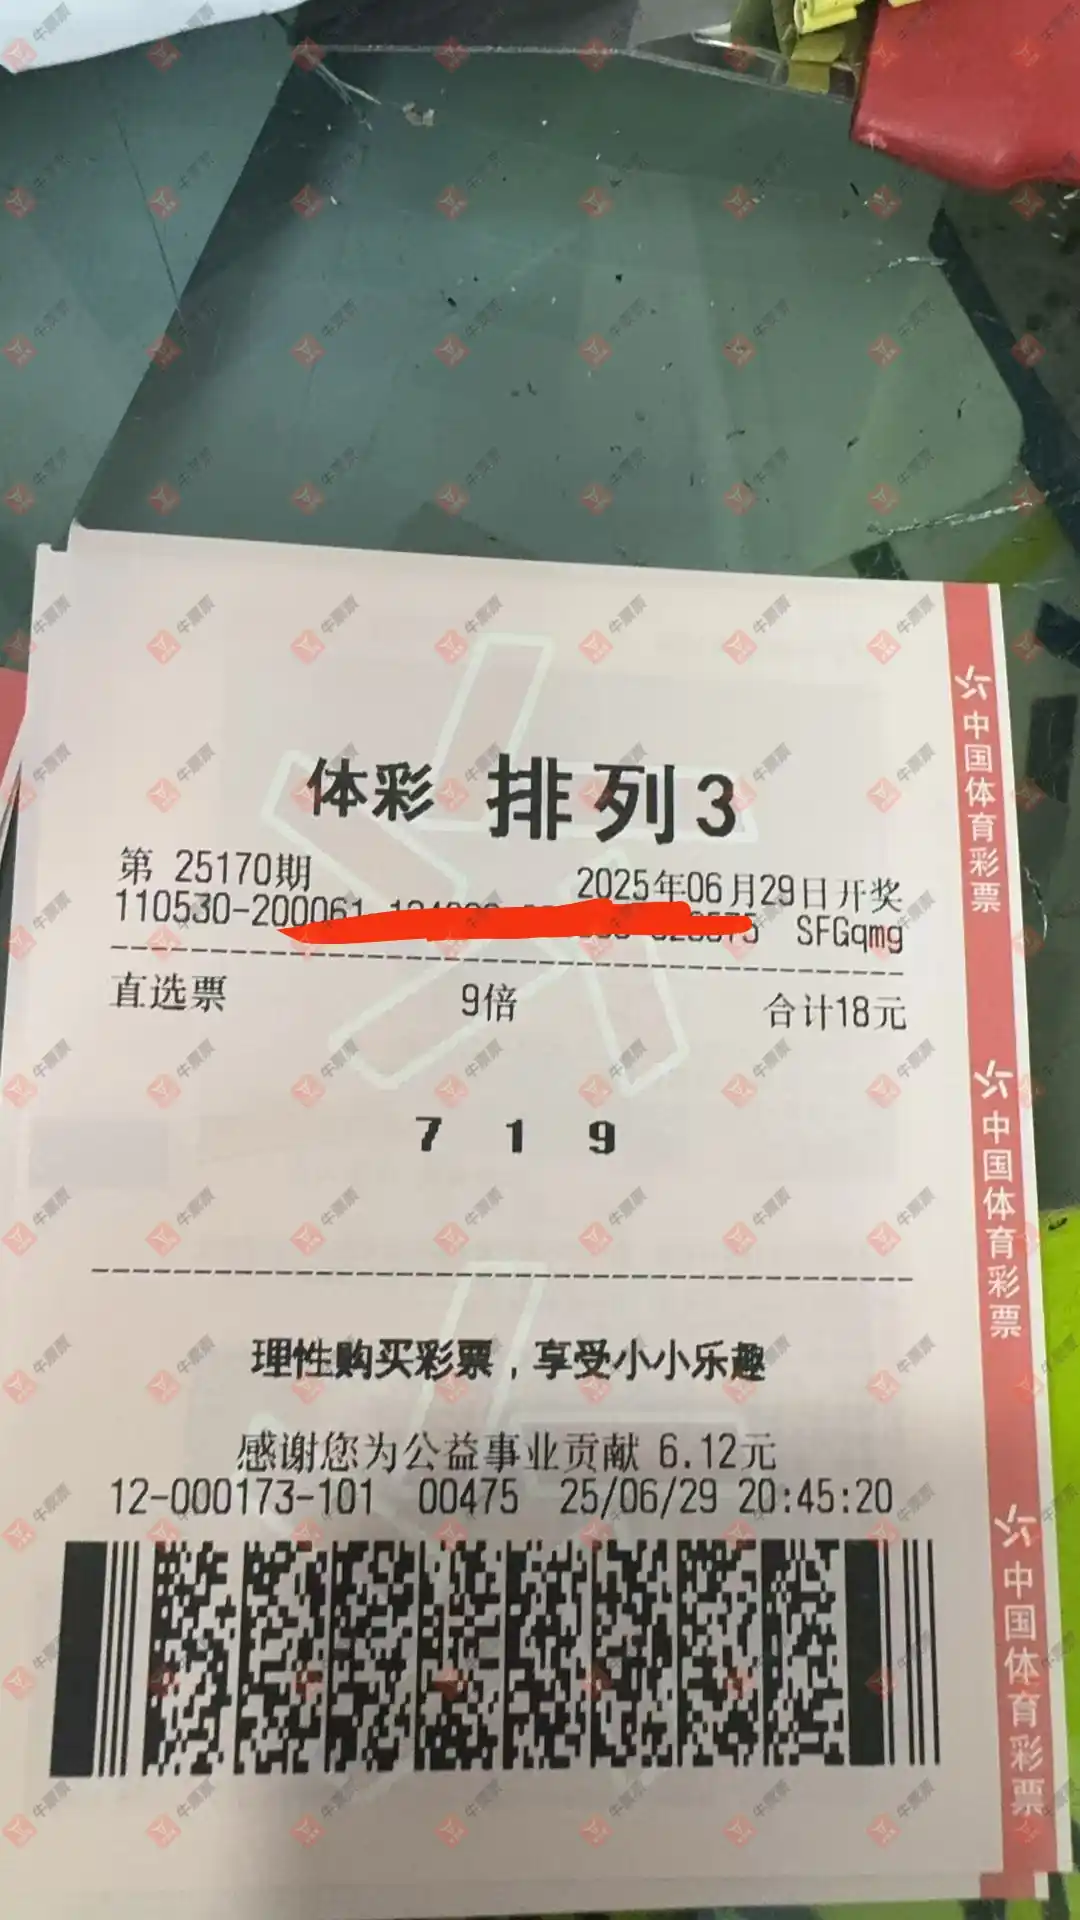 体彩 排列3
第 25170期 2025年06月29日开奖
110530-200061 SFGqmg
直选票 9倍 合计18元
7 1 9
理性购买彩票，享受小小乐趣
感谢您为公益事业贡献 6.12元
12-000173-101 00475 25/06/29 20:45:20
中国体育彩票
中国体育彩票
中国体育彩票
牛票票